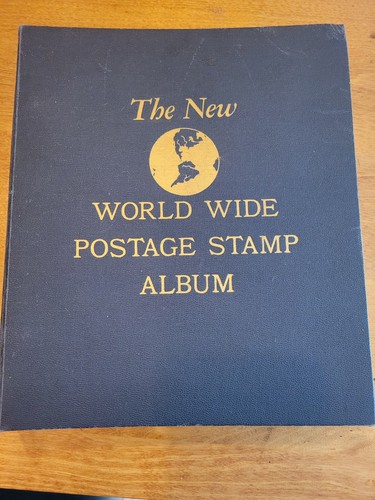 The New
WORLD WIDE
POSTAGE STAMP
ALBUM